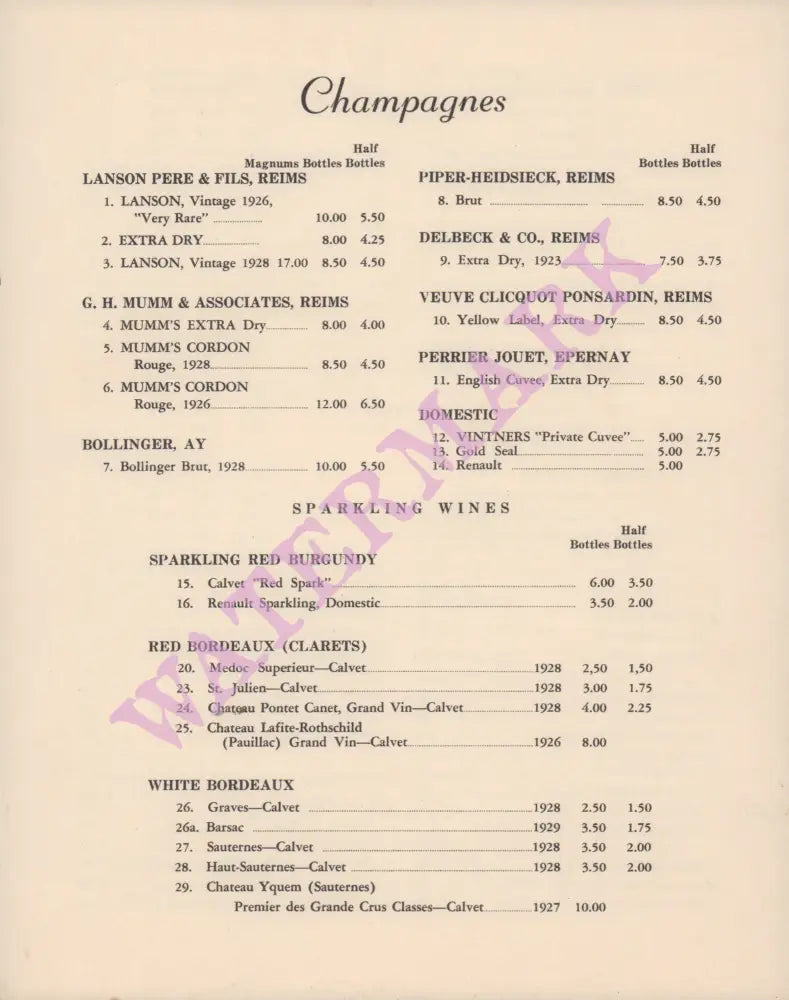 Champagnes
Half
Magnums Bottles Bottles
LANSON PERE & FILS, REIMS
1. LANSON, Vintage 1926,
"Very Rare" 10.00 5.50
2. EXTRA DRY 8.00 4.25
3. LANSON, Vintage 1928 17.00 8.50 4.50
G. H. MUMM & ASSOCIATES, REIMS
4. MUMM'S EXTRA Dry 8.00 4.00
5. MUMM'S CORDON
Rouge, 1928 8.50 4.50
6. MUMM'S CORDON
Rouge, 1926 12.00 6.50
BOLLINGER, AY
7. Bollinger Brut, 1928 10.00 5.50
Half
Bottles Bottles
PIPER-HEIDSIECK, REIMS
8. Brut 8.50 4.50
DELBECK & CO., REIMS
9. Extra Dry, 1923 7.50 3.75
VEUVE CLICQUOT PONSARDIN, REIMS
10. Yellow Label, Extra Dry 8.50 4.50
PERRIER JOUET, EPERNAY
11. English Cuvee, Extra Dry 8.50 4.50
DOMESTIC
12. VINTNERS "Private Cuvee" 5.00 2.75
13. Gold Seal 5.00 2.75
14. Renault 5.00
SPARKLING WINES
Half
Bottles Bottles
SPARKLING RED BURGUNDY
15. Calvet "Red Spark" 6.00 3.50
16. Renault Sparkling, Domestic 3.50 2.00
RED BORDEAUX (CLARETS)
20. Medoc Superieur—Calvet 1928 2,50 1,50
23. St. Julien—Calvet 1928 3.00 1.75
24. Chateau Pontet Canet, Grand Vin—Calvet 1928 4.00 2.25
25. Chateau Lafite-Rothschild
(Pauillac) Grand Vin—Calvet 1926 8.00
WHITE BORDEAUX
26. Graves—Calvet 1928 2.50 1.50
26a. Barsac 1929 3.50 1.75
27. Sauternes—Calvet 1928 3.50 2.00
28. Haut-Sauternes—Calvet 1928 3.50 2.00
29. Chateau Yquem (Sauternes)
Premier des Grande Crus Classes—Calvet 1927 10.00
WATERMARK